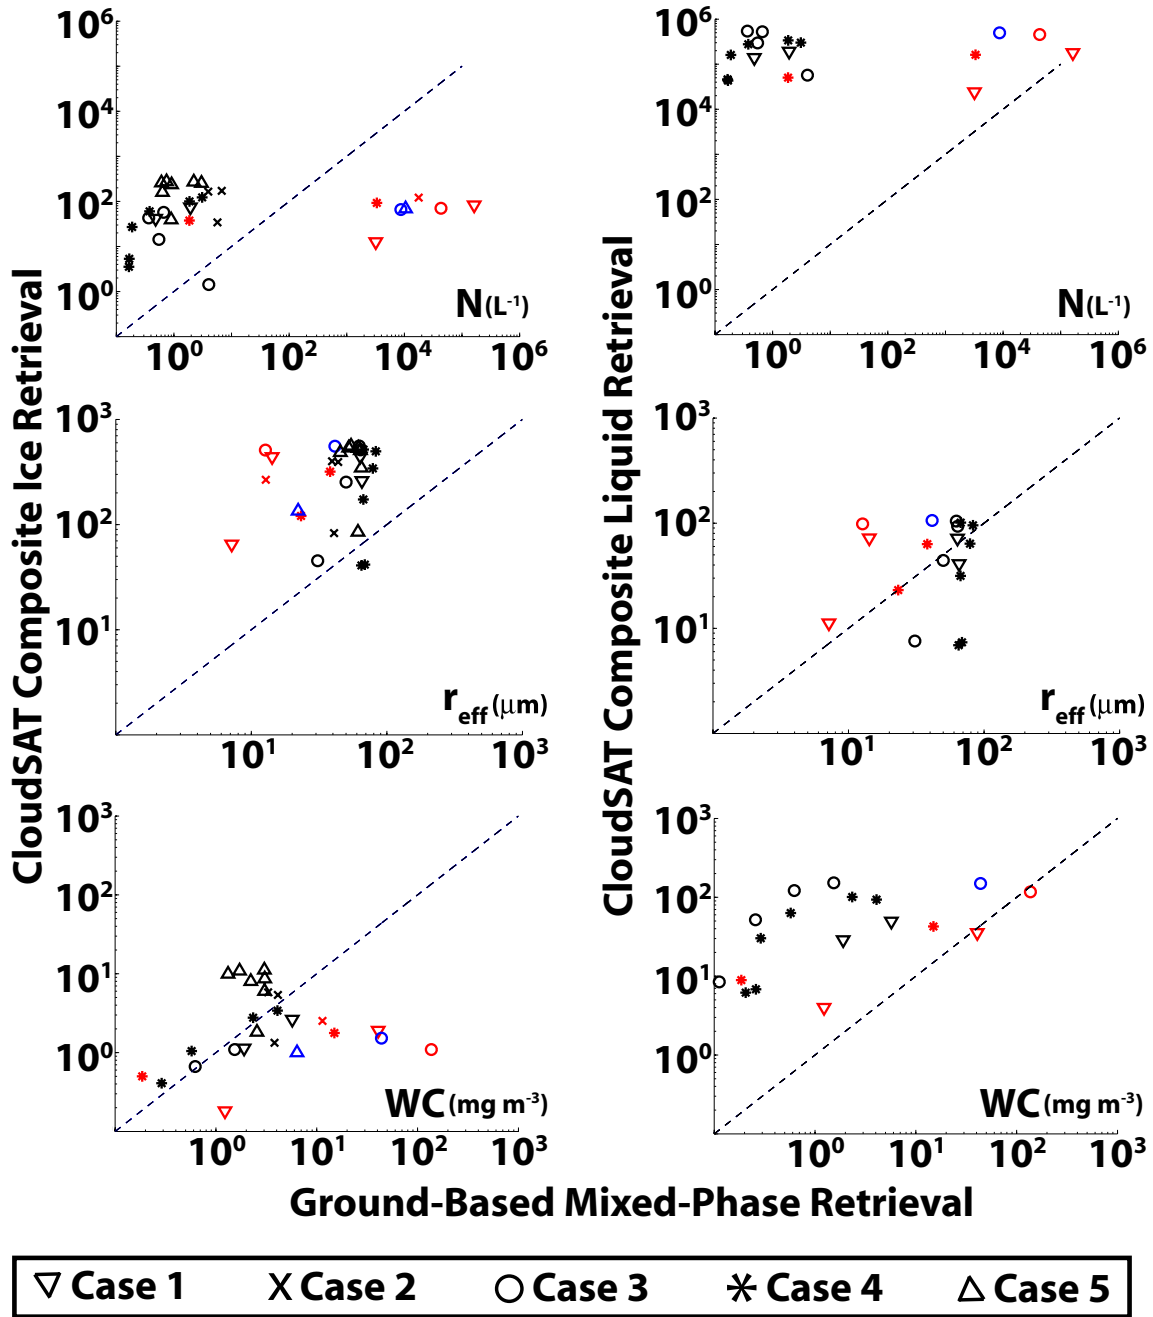 CloudSAT Composite Ice Retrieval
10⁶
10⁴
10²
10⁰
N(L⁻¹)
10⁰ 10² 10⁴ 10⁶
10³
10²
10¹
r_eff (μm)
10¹ 10² 10³
10³
10²
10¹
10⁰
WC (mg m⁻³)
10⁰ 10¹ 10² 10³
CloudSAT Composite Liquid Retrieval
10⁶
10⁴
10²
10⁰
N(L⁻¹)
10⁰ 10² 10⁴ 10⁶
10³
10²
10¹
r_eff (μm)
10¹ 10² 10³
10³
10²
10¹
10⁰
WC (mg m⁻³)
10⁰ 10¹ 10² 10³
Ground-Based Mixed-Phase Retrieval
Case 1 Case 2 Case 3 Case 4 Case 5